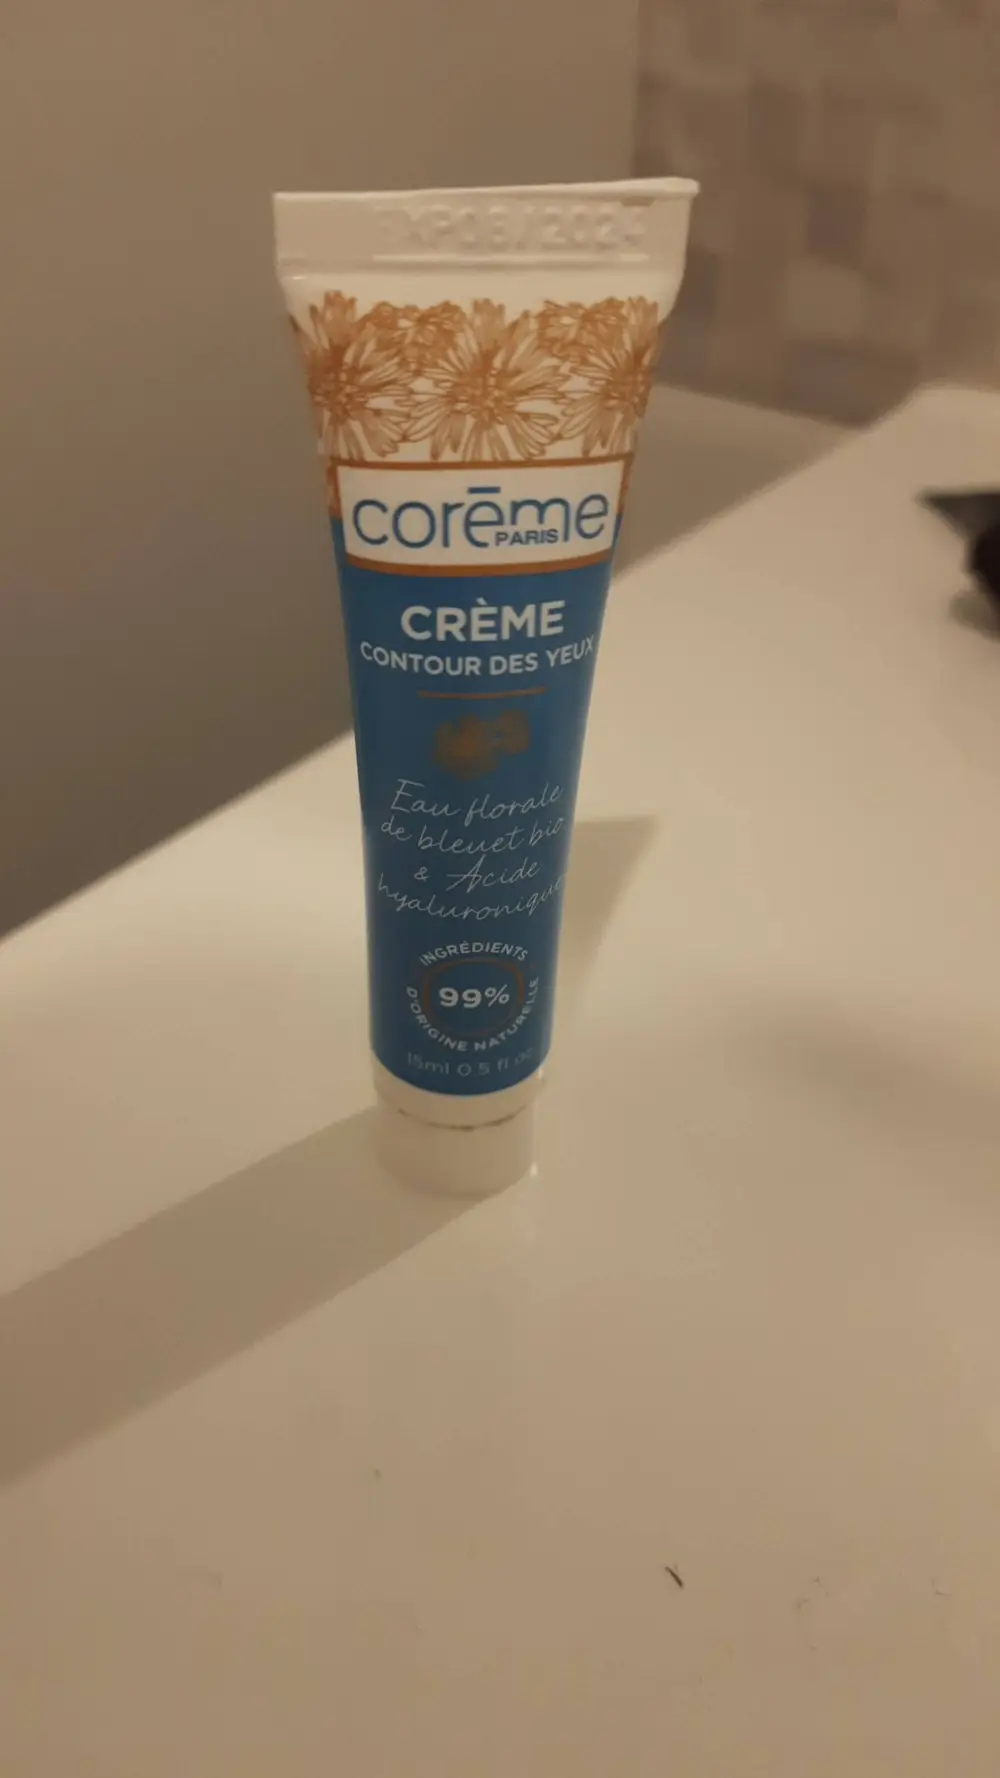 EXP08/2024
corēme
PARIS
CRÈME
CONTOUR DES YEUX
Eau florale
de bleuet bio
& Acide
hyaluronique
INGRÉDIENTS
99%
D'ORIGINE NATURELLE
15ml 0.5 fl oz